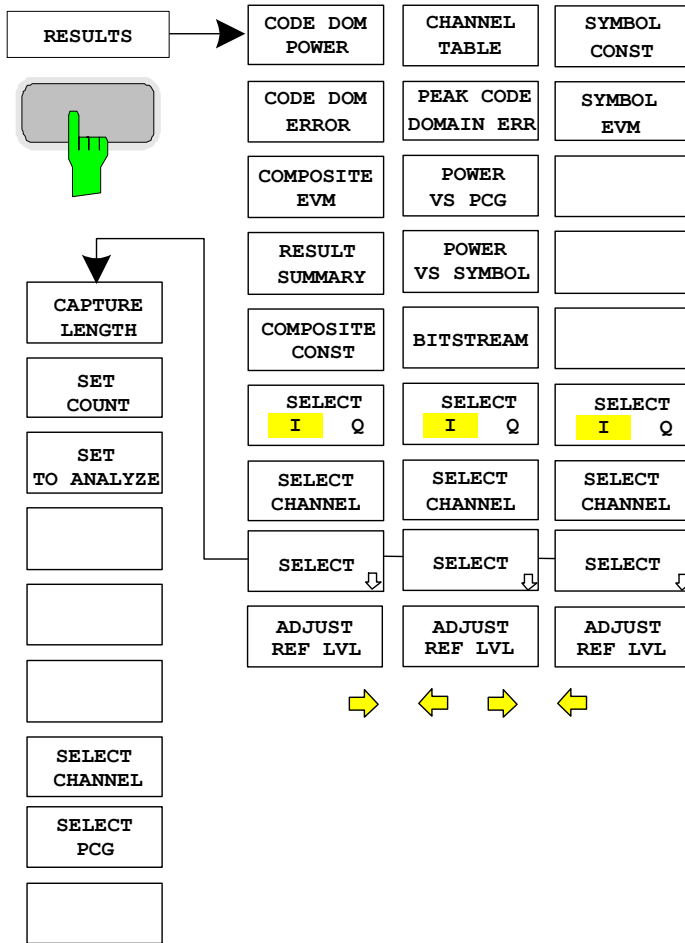 RESULTS
CODE DOM
POWER
CODE DOM
ERROR
COMPOSITE
EVM
RESULT
SUMMARY
COMPOSITE
CONST
SELECT
I Q
SELECT
CHANNEL
SELECT
ADJUST
REF LVL
CHANNEL
TABLE
PEAK CODE
DOMAIN ERR
POWER
VS PCG
POWER
VS SYMBOL
BITSTREAM
SELECT
I Q
SELECT
CHANNEL
SELECT
ADJUST
REF LVL
SYMBOL
CONST
SYMBOL
EVM
SELECT
I Q
SELECT
CHANNEL
SELECT
ADJUST
REF LVL
CAPTURE
LENGTH
SET
COUNT
SET
TO ANALYZE
SELECT
CHANNEL
SELECT
PCG